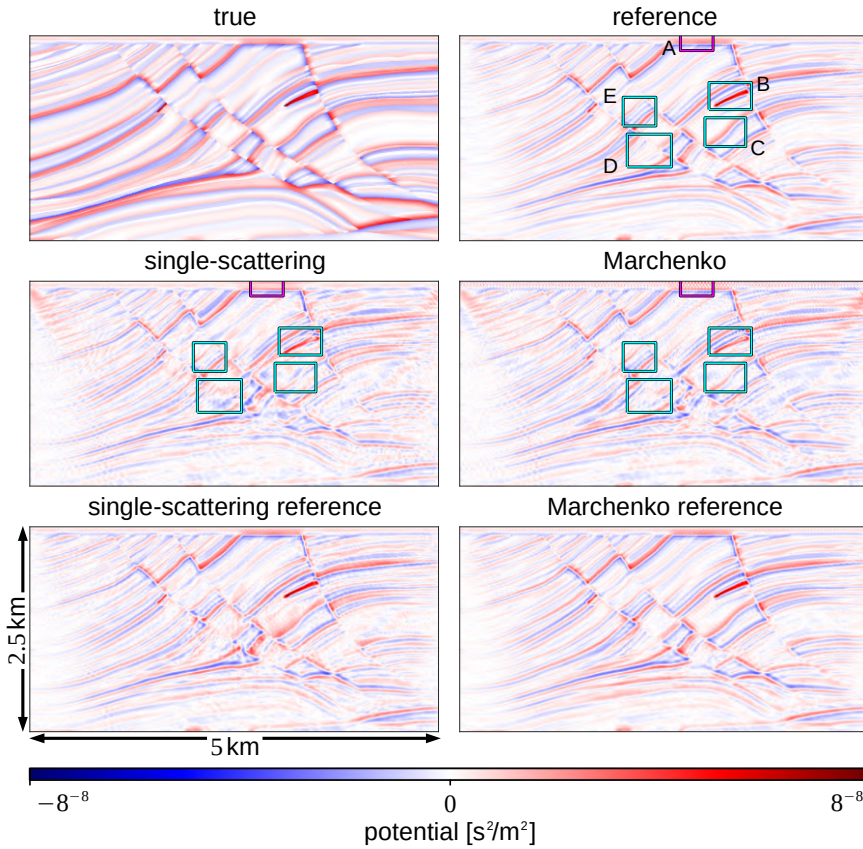 true
reference
A
B
E
C
D
single-scattering
Marchenko
single-scattering reference
Marchenko reference
2.5 km
5 km
−8⁻⁸
0
8⁻⁸
potential [s²/m²]